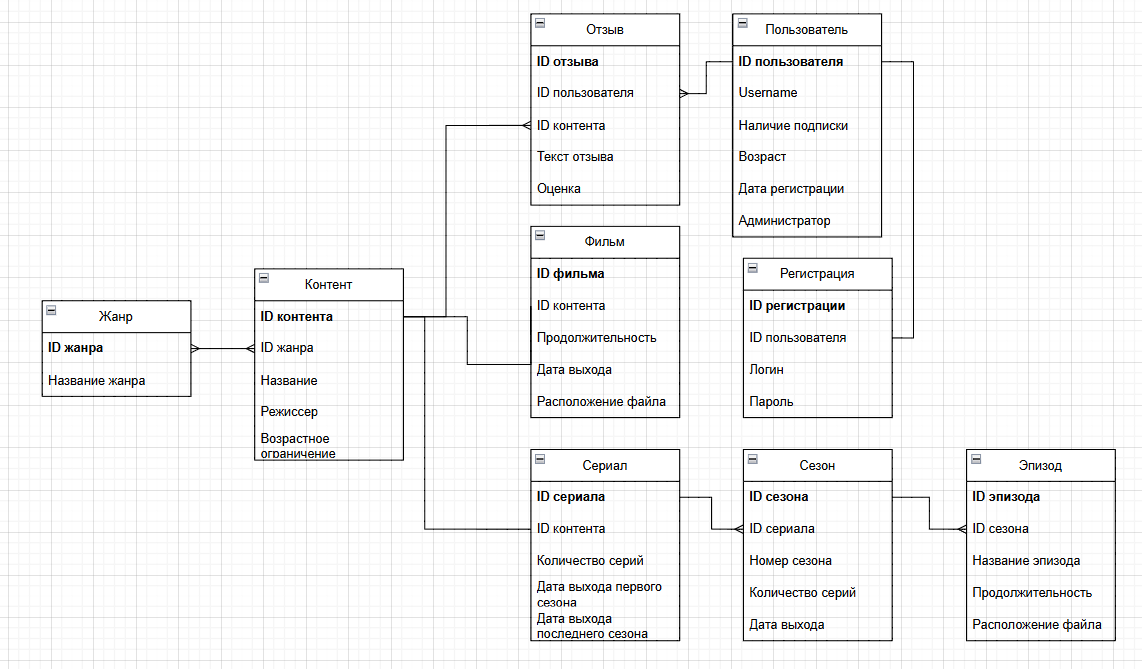 Отзыв
ID отзыва
ID пользователя
ID контента
Текст отзыва
Оценка
Пользователь
ID пользователя
Username
Наличие подписки
Возраст
Дата регистрации
Администратор
Фильм
ID фильма
ID контента
Продолжительность
Дата выхода
Расположение файла
Регистрация
ID регистрации
ID пользователя
Логин
Пароль
Жанр
ID жанра
Название жанра
Контент
ID контента
ID жанра
Название
Режиссер
Возрастное
ограничение
Сериал
ID сериала
ID контента
Количество серий
Дата выхода первого
сезона
Дата выхода
последнего сезона
Сезон
ID сезона
ID сериала
Номер сезона
Количество серий
Дата выхода
Эпизод
ID эпизода
ID сезона
Название эпизода
Продолжительность
Расположение файла